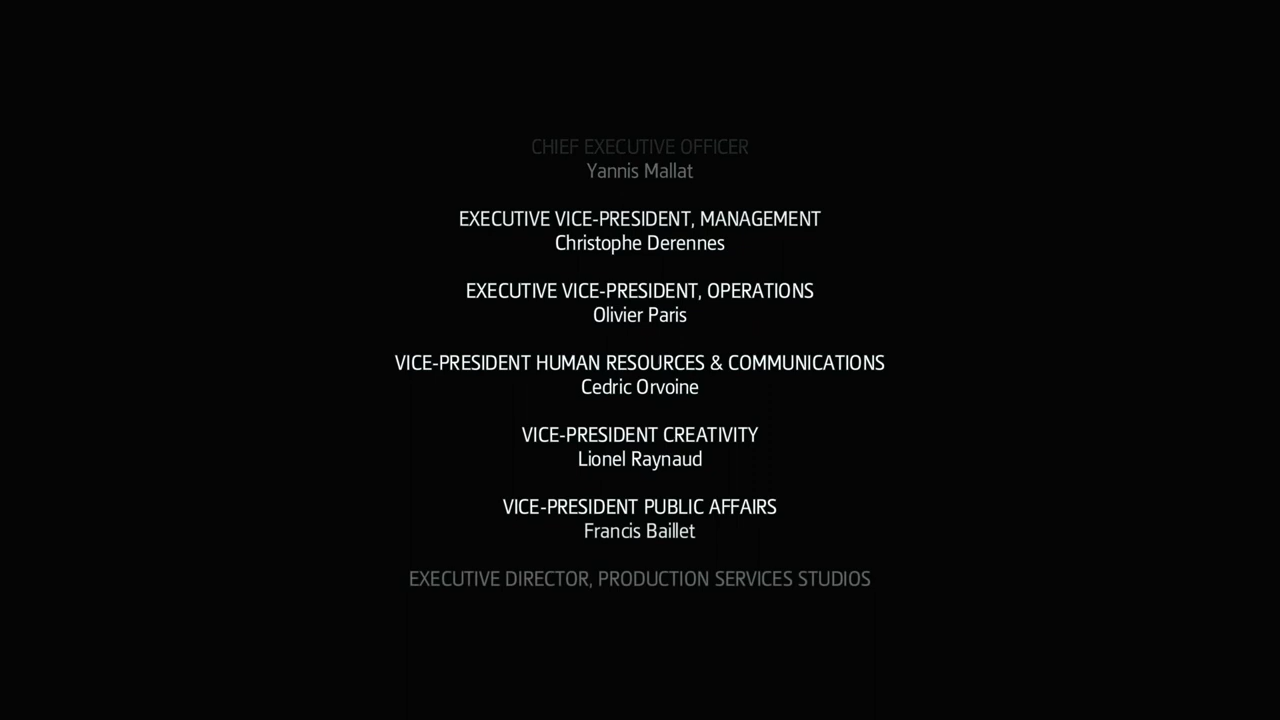 CHIEF EXECUTIVE OFFICER
Yannis Mallat
EXECUTIVE VICE-PRESIDENT, MANAGEMENT
Christophe Derennes
EXECUTIVE VICE-PRESIDENT, OPERATIONS
Olivier Paris
VICE-PRESIDENT HUMAN RESOURCES & COMMUNICATIONS
Cedric Orvoine
VICE-PRESIDENT CREATIVITY
Lionel Raynaud
VICE-PRESIDENT PUBLIC AFFAIRS
Francis Baillet
EXECUTIVE DIRECTOR, PRODUCTION SERVICES STUDIOS